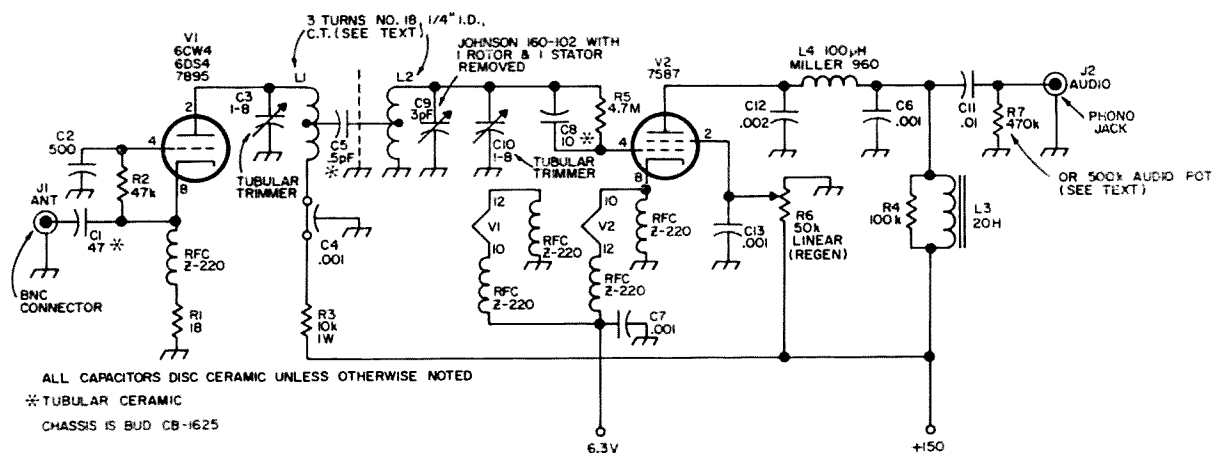 3 TURNS NO. 18, 1/4" I.D.,
C.T. (SEE TEXT)
JOHNSON 160-102 WITH
1 ROTOR & 1 STATOR
REMOVED
V1
6CW4
6DS4
7895
2
4
8
C2
500
R2
47k
J1
ANT
C1
47 *
BNC
CONNECTOR
RFC
Z-220
R1
18
C3
1-8
TUBULAR
TRIMMER
L1
C5
.5pF
*
L2
C9
3pF
C10
1-8
TUBULAR
TRIMMER
C8
10 *
R5
4.7M
V2
7587
4
2
8
C4
.001
R3
10k
1W
12
V1
10
RFC
Z-220
RFC
Z-220
10
V2
12
RFC
Z-220
RFC
Z-220
C7
.001
C13
.001
R6
50k
LINEAR
(REGEN)
L4 100µH
MILLER 960
C12
.002
C6
.001
C11
.01
R7
470k
J2
AUDIO
PHONO
JACK
OR 500k AUDIO POT
(SEE TEXT)
R4
100k
L3
20H
ALL CAPACITORS DISC CERAMIC UNLESS OTHERWISE NOTED
* TUBULAR CERAMIC
CHASSIS IS BUD CB-1625
6.3V
+150